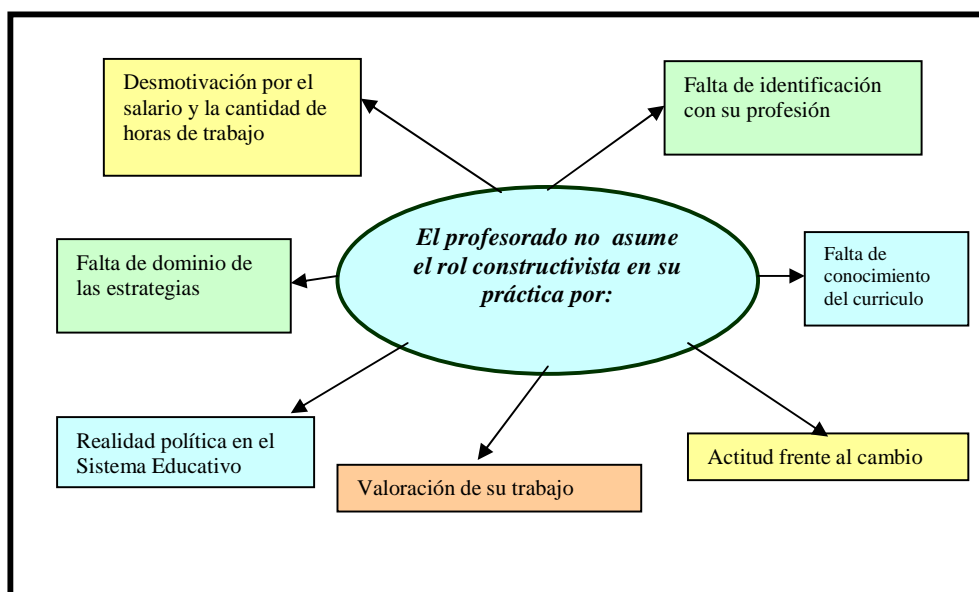 Desmotivación por el
salario y la cantidad de
horas de trabajo
Falta de identificación
con su profesión
El profesorado no asume
el rol constructivista en su
práctica por:
Falta de dominio de
las estrategias
Falta de
conocimiento
del curriculo
Realidad política en el
Sistema Educativo
Valoración de su trabajo
Actitud frente al cambio